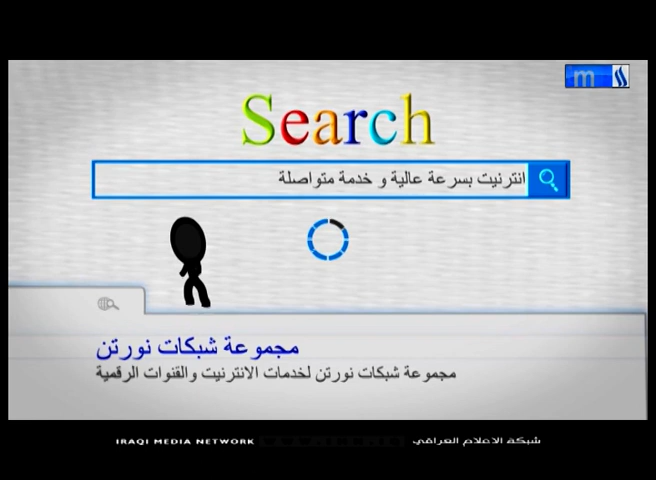 m
Search
انترنيت بسرعة عالية و خدمة متواصلة
مجموعة شبكات نورتن
مجموعة شبكات نورتن لخدمات الانترنيت والقنوات الرقمية
IRAQI MEDIA NETWORK شبكة الاعلام العراقي